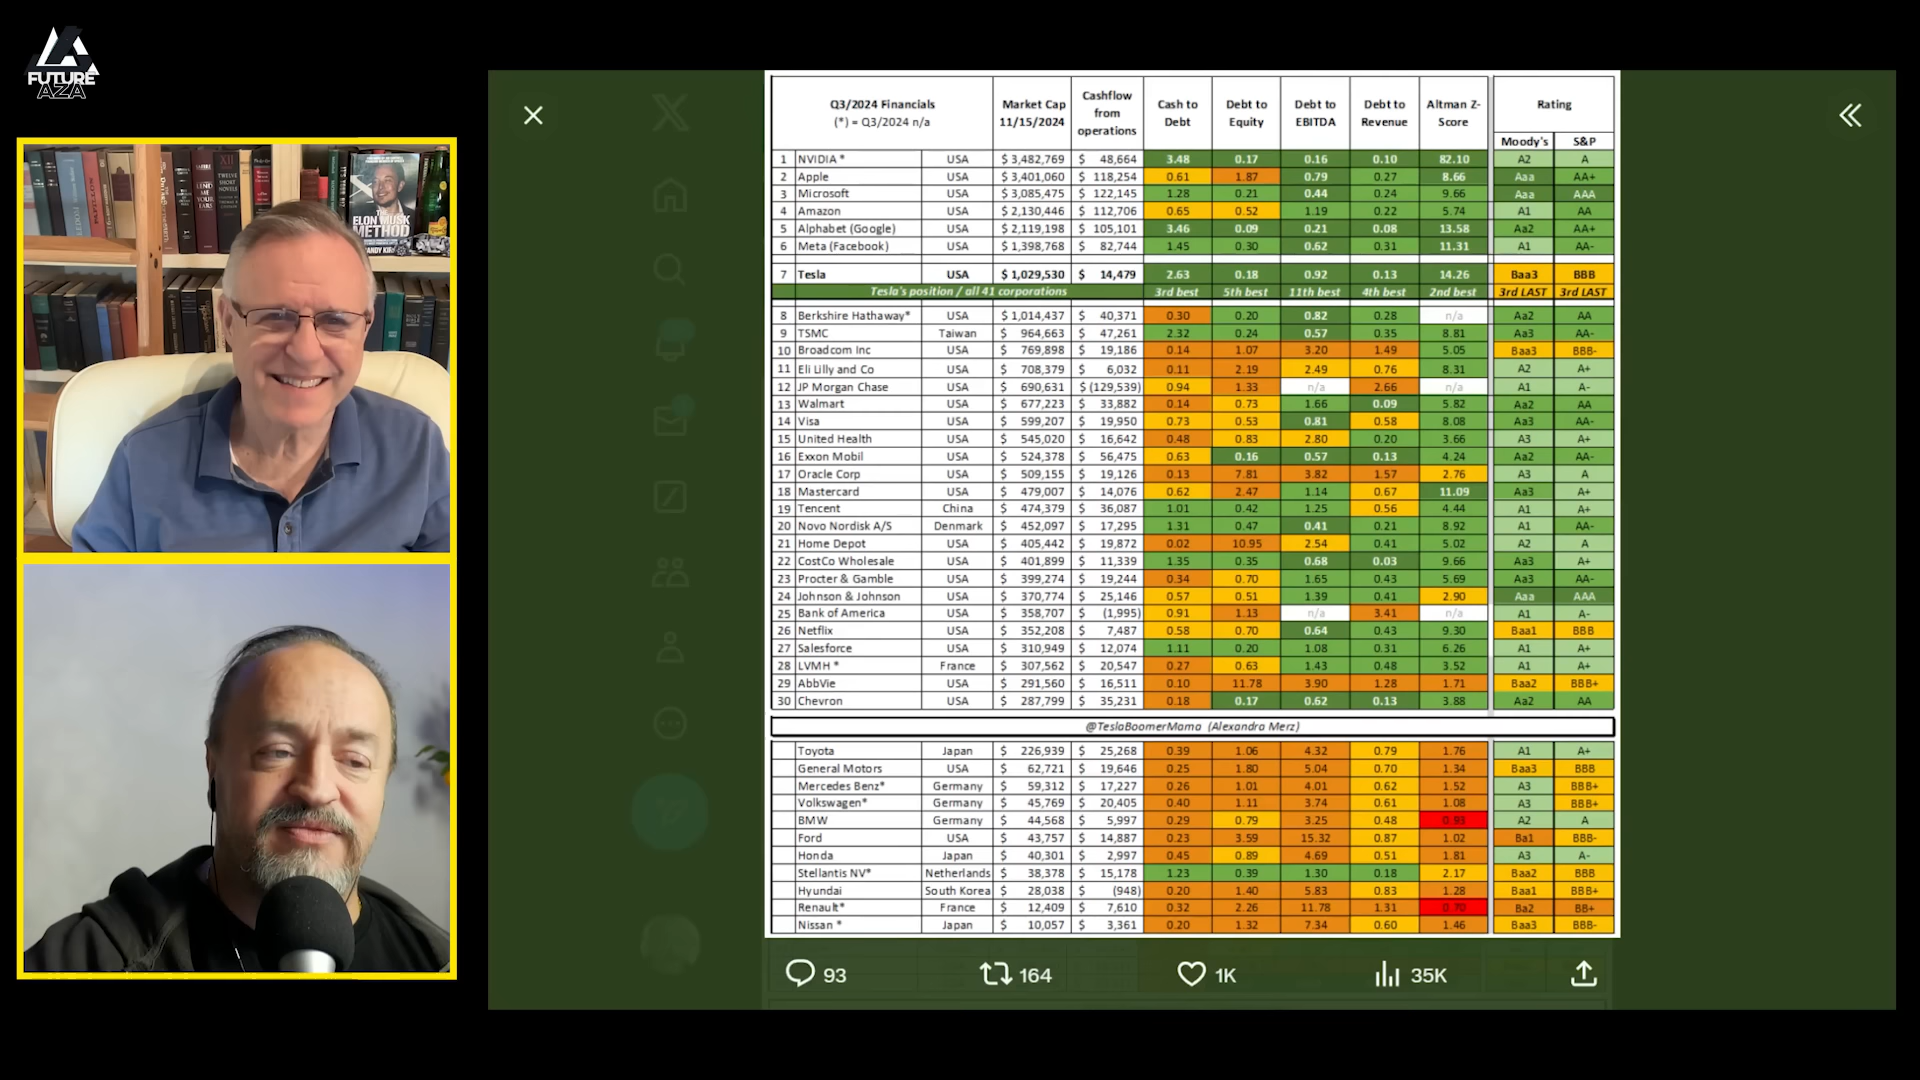 FUTURE
AZA
X
THE
ELON MUSK
METHOD
Q3/2024 Financials
(*) = Q3/2024 n/a
Market Cap
11/15/2024
Cashflow
from
operations
Cash to
Debt
Debt to
Equity
Debt to
EBITDA
Debt to
Revenue
Altman Z-
Score
Rating
Moody's S&P
1 NVIDIA * USA $ 3,482,769 $ 48,664 3.48 0.17 0.16 0.10 82.10 A2 A
2 Apple USA $ 3,401,060 $ 118,254 0.61 1.87 0.79 0.27 8.66 Aaa AA+
3 Microsoft USA $ 3,085,475 $ 122,145 1.28 0.21 0.44 0.24 9.66 Aaa AAA
4 Amazon USA $ 2,130,446 $ 112,706 0.65 0.52 1.19 0.22 5.74 A1 AA
5 Alphabet (Google) USA $ 2,119,198 $ 105,101 3.46 0.09 0.21 0.08 13.58 Aa2 AA+
6 Meta (Facebook) USA $ 1,398,768 $ 82,744 1.45 0.30 0.62 0.31 11.31 A1 AA-
7 Tesla USA $ 1,029,530 $ 14,479 2.63 0.18 0.92 0.13 14.26 Baa3 BBB
Tesla's position / all 41 corporations 3rd best 5th best 11th best 4th best 2nd best 3rd LAST 3rd LAST
8 Berkshire Hathaway* USA $ 1,014,437 $ 40,371 0.30 0.20 0.82 0.28 n/a Aa2 AA
9 TSMC Taiwan $ 964,663 $ 47,261 2.32 0.24 0.57 0.35 8.81 Aa3 AA-
10 Broadcom Inc USA $ 769,898 $ 19,186 0.14 1.07 3.20 1.49 5.05 Baa3 BBB-
11 Eli Lilly and Co USA $ 708,379 $ 6,032 0.11 2.19 2.49 0.76 8.31 A2 A+
12 JP Morgan Chase USA $ 690,631 $ (129,539) 0.94 1.33 n/a 2.66 n/a A1 A-
13 Walmart USA $ 677,223 $ 33,882 0.14 0.73 1.66 0.09 5.82 Aa2 AA
14 Visa USA $ 599,207 $ 19,950 0.73 0.53 0.81 0.58 8.08 Aa3 AA-
15 United Health USA $ 545,020 $ 16,642 0.48 0.83 2.80 0.20 3.66 A3 A+
16 Exxon Mobil USA $ 524,378 $ 56,475 0.63 0.16 0.57 0.13 4.24 Aa2 AA-
17 Oracle Corp USA $ 509,155 $ 19,126 0.13 7.81 3.82 1.57 2.76 A3 A
18 Mastercard USA $ 479,007 $ 14,076 0.62 2.47 1.14 0.67 11.09 Aa3 A+
19 Tencent China $ 474,379 $ 36,087 1.01 0.42 1.25 0.56 4.44 A1 A+
20 Novo Nordisk A/S Denmark $ 452,097 $ 17,295 1.31 0.47 0.41 0.21 8.92 A1 AA-
21 Home Depot USA $ 405,442 $ 19,872 0.02 10.95 2.54 0.41 5.02 A2 A
22 CostCo Wholesale USA $ 401,899 $ 11,339 1.35 0.35 0.68 0.03 9.66 Aa3 A+
23 Procter & Gamble USA $ 399,274 $ 19,244 0.34 0.70 1.65 0.43 5.69 Aa3 AA-
24 Johnson & Johnson USA $ 370,774 $ 25,146 0.57 0.51 1.39 0.41 2.90 Aaa AAA
25 Bank of America USA $ 358,707 $ (1,995) 0.91 1.13 n/a 3.41 n/a A1 A-
26 Netflix USA $ 352,208 $ 7,487 0.58 0.70 0.64 0.43 9.30 Baa1 BBB
27 Salesforce USA $ 310,949 $ 12,074 1.11 0.20 1.08 0.31 6.26 A1 A+
28 LVMH * France $ 307,562 $ 20,547 0.27 0.63 1.43 0.48 3.52 A1 A+
29 AbbVie USA $ 291,560 $ 16,511 0.10 11.78 3.90 1.28 1.71 Baa2 BBB+
30 Chevron USA $ 287,799 $ 35,231 0.18 0.17 0.62 0.13 3.88 Aa2 AA
@TeslaBoomerMama (Alexandra Merz)
Toyota Japan $ 226,939 $ 25,268 0.39 1.06 4.32 0.79 1.76 A1 A+
General Motors USA $ 62,721 $ 19,646 0.25 1.80 5.04 0.70 1.34 Baa3 BBB
Mercedes Benz* Germany $ 59,312 $ 17,227 0.26 1.01 4.01 0.62 1.52 A3 BBB+
Volkswagen* Germany $ 45,769 $ 20,405 0.40 1.11 3.74 0.61 1.08 A3 BBB+
BMW Germany $ 44,568 $ 5,997 0.29 0.79 3.25 0.48 0.93 A2 A
Ford USA $ 43,757 $ 14,887 0.23 3.59 15.32 0.87 1.02 Ba1 BBB-
Honda Japan $ 40,301 $ 2,997 0.45 0.89 4.69 0.51 1.81 A3 A-
Stellantis NV* Netherlands $ 38,378 $ 15,178 1.23 0.39 1.30 0.18 2.17 Baa2 BBB
Hyundai South Korea $ 28,038 $ (948) 0.20 1.40 5.83 0.83 1.28 Baa1 BBB+
Renault* France $ 12,409 $ 7,610 0.32 2.26 11.78 1.31 0.70 Ba2 BB+
Nissan * Japan $ 10,057 $ 3,361 0.20 1.32 7.34 0.60 1.46 Baa3 BBB-
93 164 1K 35K